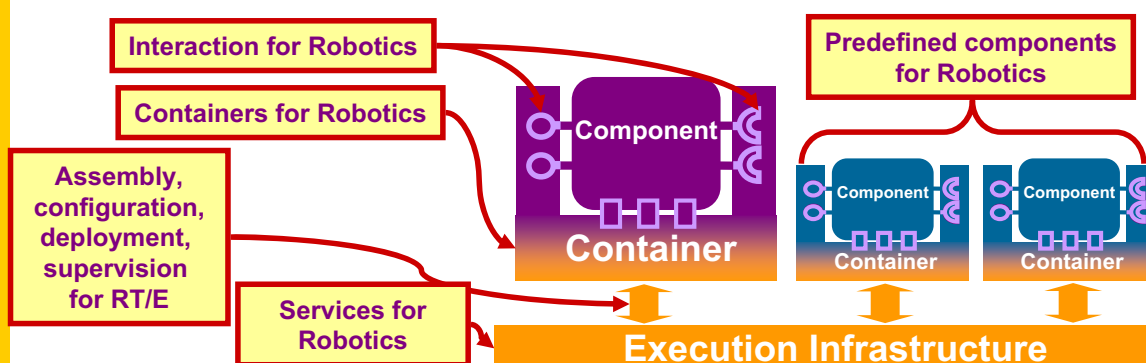 Interaction for Robotics
Containers for Robotics
Assembly,
configuration,
deployment,
supervision
for RT/E
Services for
Robotics
Predefined components
for Robotics
Component
Container
Component
Container
Component
Container
Execution Infrastructure